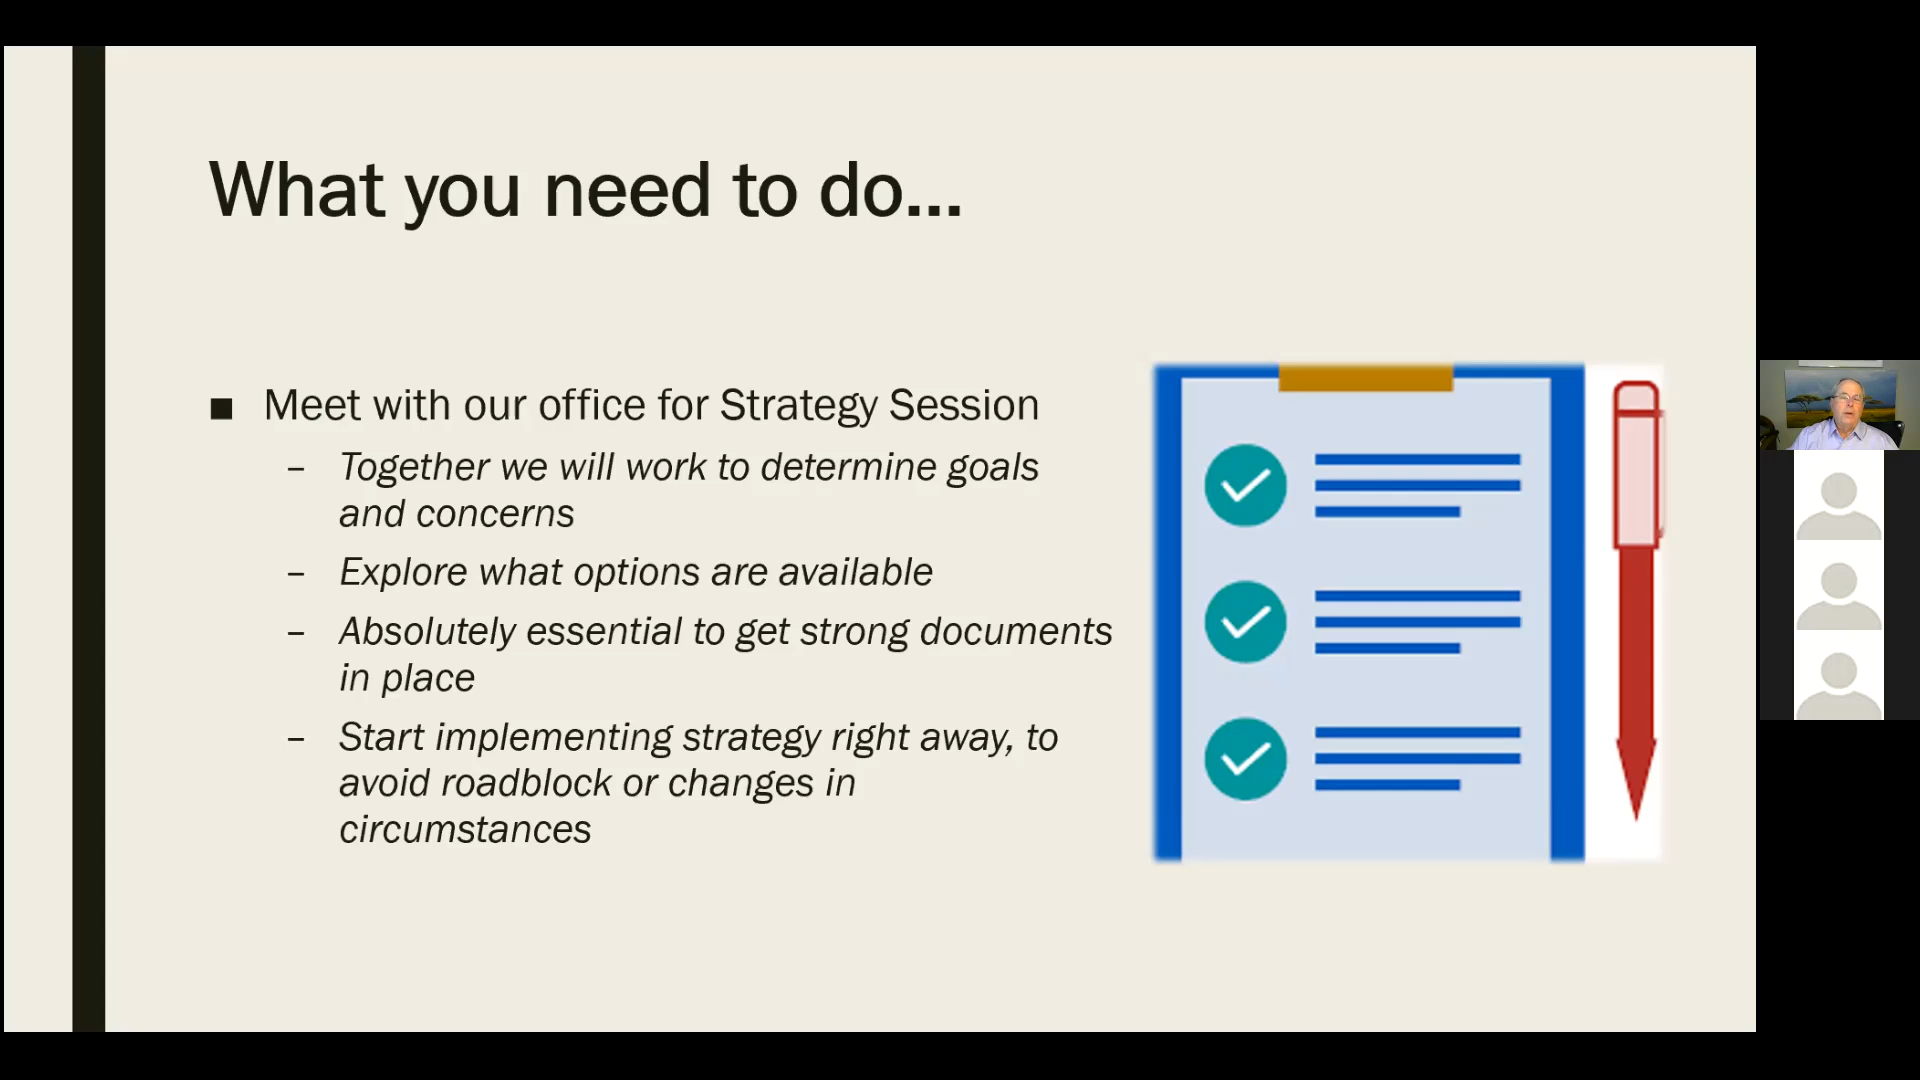 What you need to do...
■ Meet with our office for Strategy Session
– Together we will work to determine goals
and concerns
– Explore what options are available
– Absolutely essential to get strong documents
in place
– Start implementing strategy right away, to
avoid roadblock or changes in
circumstances